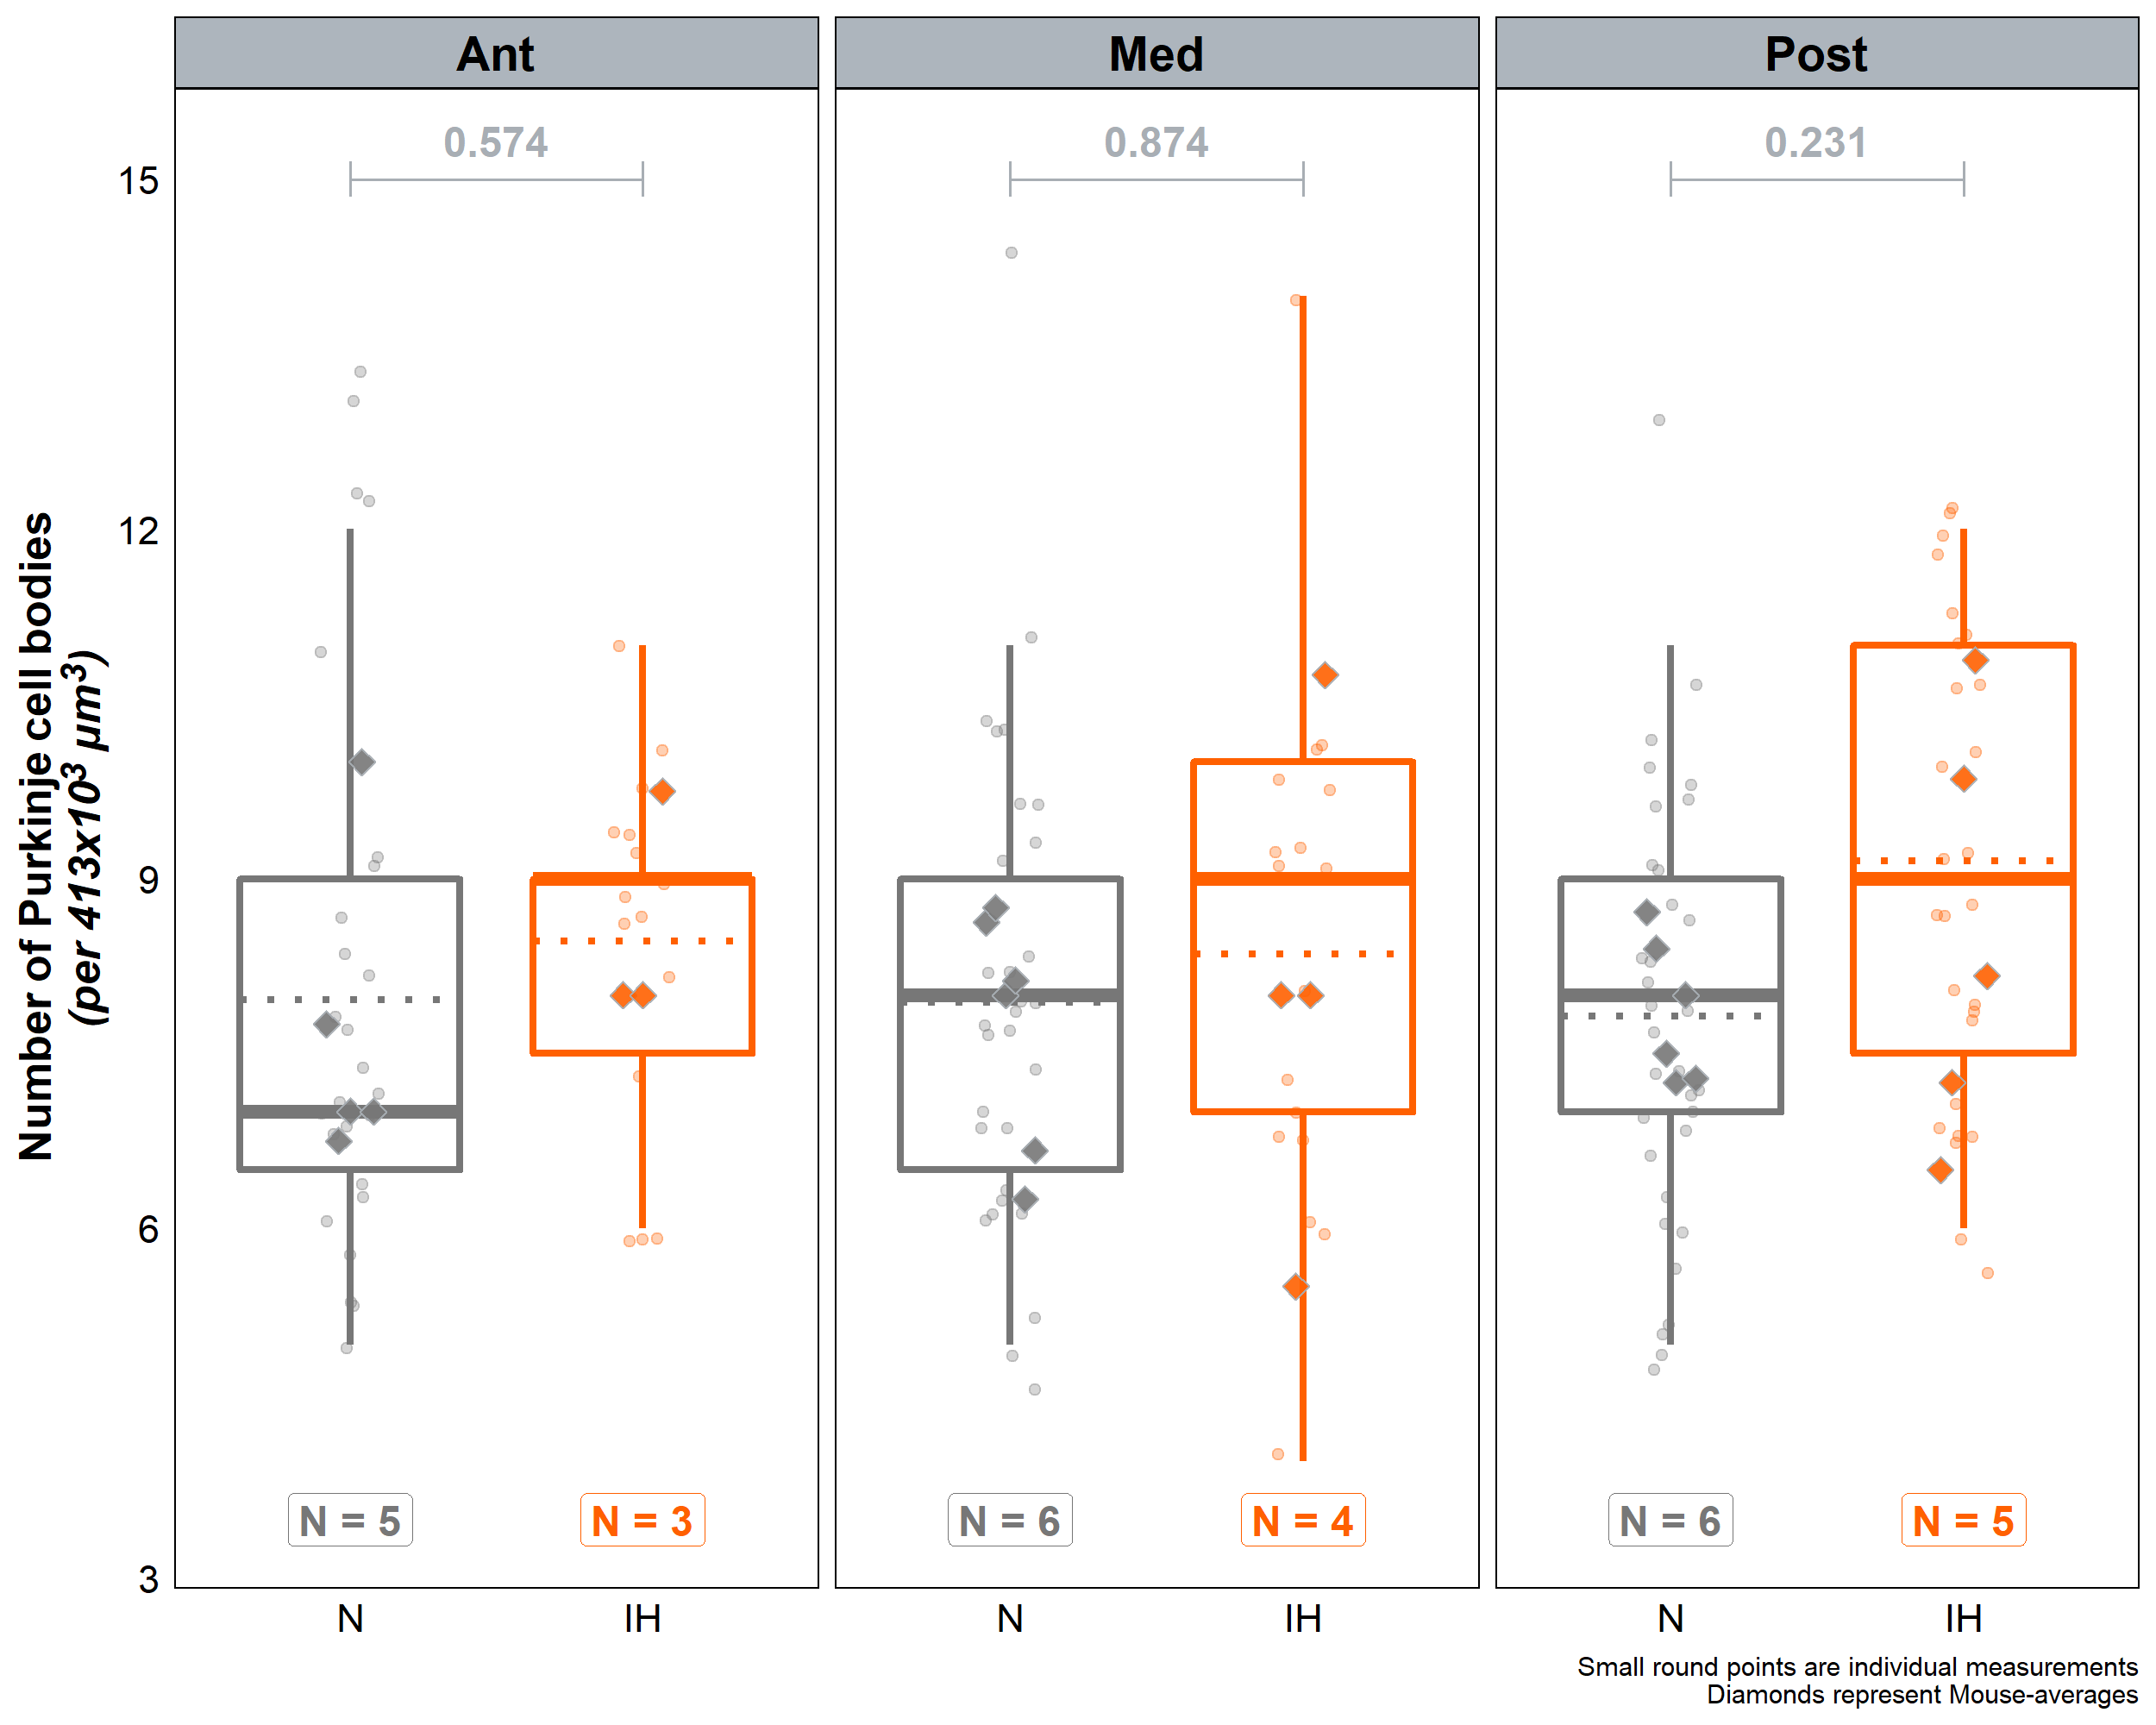 Ant
Med
Post
0.574
0.874
0.231
15
12
9
6
3
Number of Purkinje cell bodies
(per 413x10³ µm³)
N = 5
N = 3
N = 6
N = 4
N = 6
N = 5
N
IH
N
IH
N
IH
Small round points are individual measurements
Diamonds represent Mouse-averages